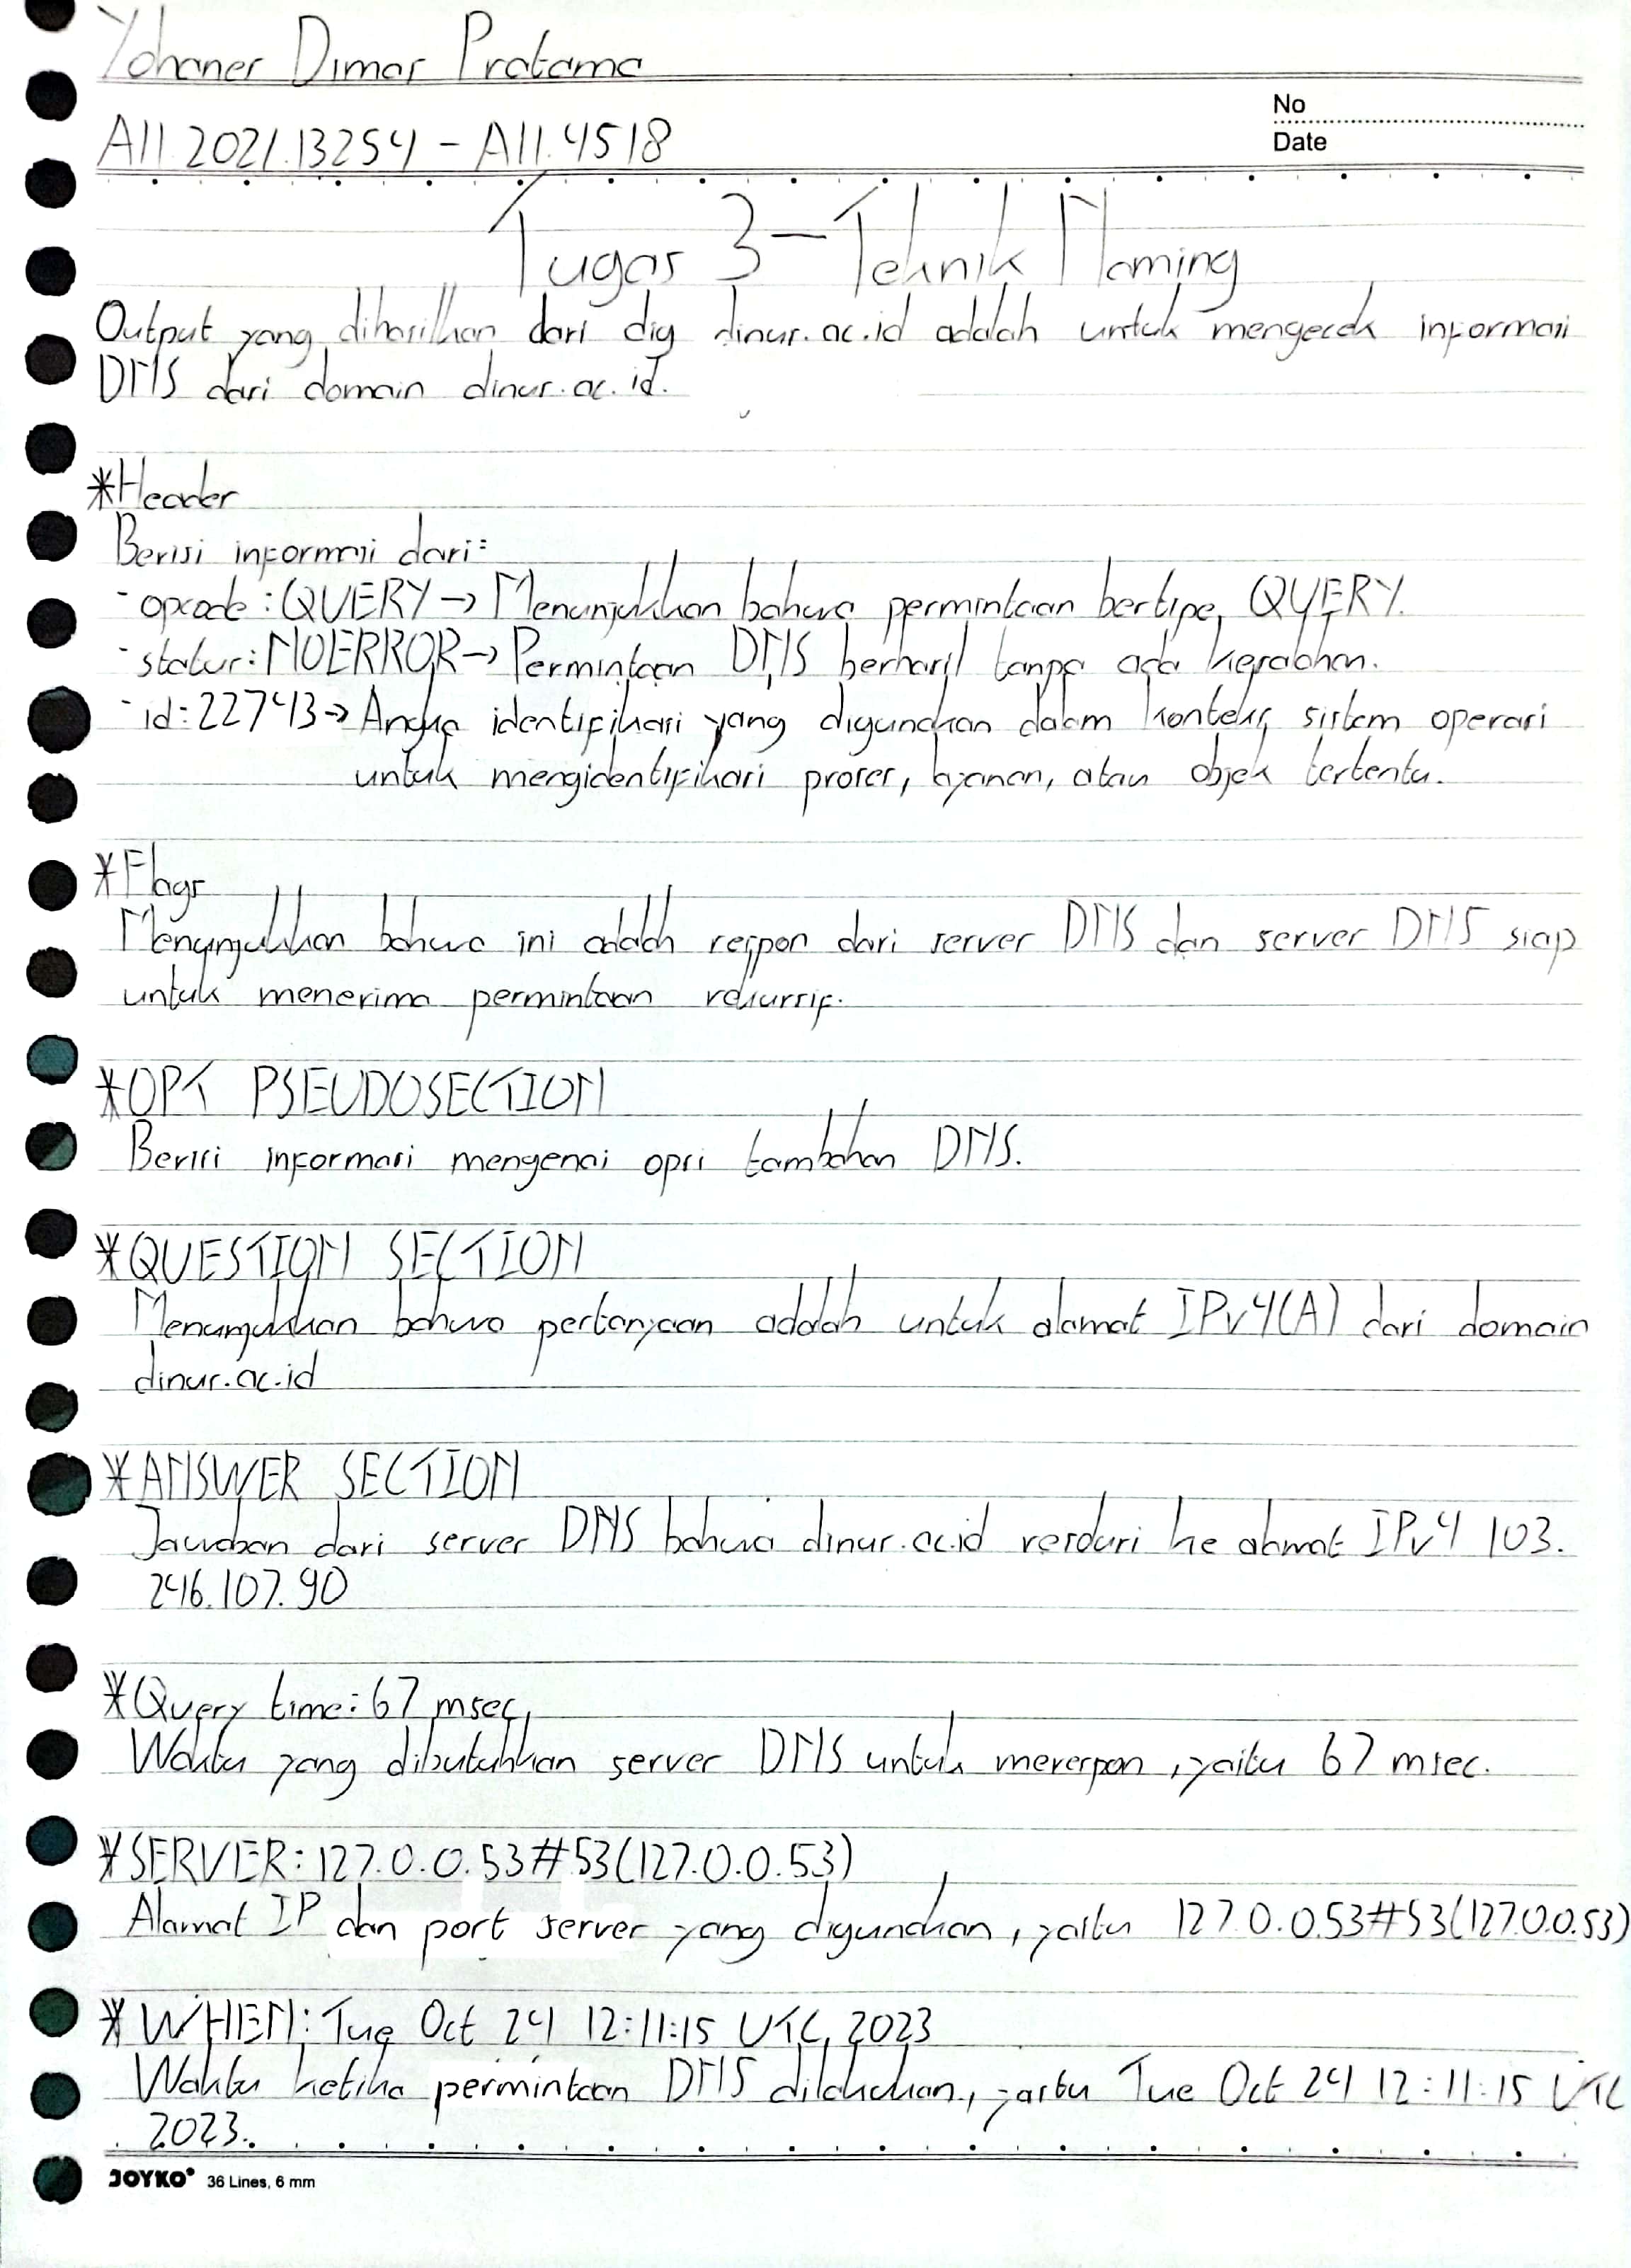 Yohanes Dimas Pratama
No
A11.2021.13254 - A11.4518
Date
Tugas 3 - Teknik Naming
Output yang dihasilkan dari dig dinus.ac.id adalah untuk mengecek informasi
DNS dari domain dinus.ac.id.
*Header
Berisi informasi dari:
- opcode: QUERY → Menunjukkan bahwa permintaan bertipe QUERY.
- status: NOERROR → Permintaan DNS berhasil tanpa ada kesalahan.
- id: 22743 → Angka identifikasi yang digunakan dalam konteks sistem operasi
untuk mengidentifikasi proses, layanan, atau objek tertentu.
*Flags
Menunjukkan bahwa ini adalah respon dari server DNS dan server DNS siap
untuk menerima permintaan rekursif.
*OPT PSEUDOSECTION
Berisi informasi mengenai opsi tambahan DNS.
*QUESTION SECTION
Menunjukkan bahwa pertanyaan adalah untuk alamat IPv4(A) dari domain
dinus.ac.id
*ANSWER SECTION
Jawaban dari server DNS bahwa dinus.ac.id resolusi ke alamat IPv4 103.
246.107.90
*Query time: 67 msec
Waktu yang dibutuhkan server DNS untuk merespon, yaitu 67 msec.
*SERVER: 127.0.0.53#53(127.0.0.53)
Alamat IP dan port server yang digunakan, yaitu 127.0.0.53#53(127.0.0.53)
*WHEN: Tue Oct 24 12:11:15 UTC 2023
Waktu ketika permintaan DNS dilakukan, yaitu Tue Oct 24 12:11:15 UTC
2023.
JOYKO 36 Lines, 6 mm